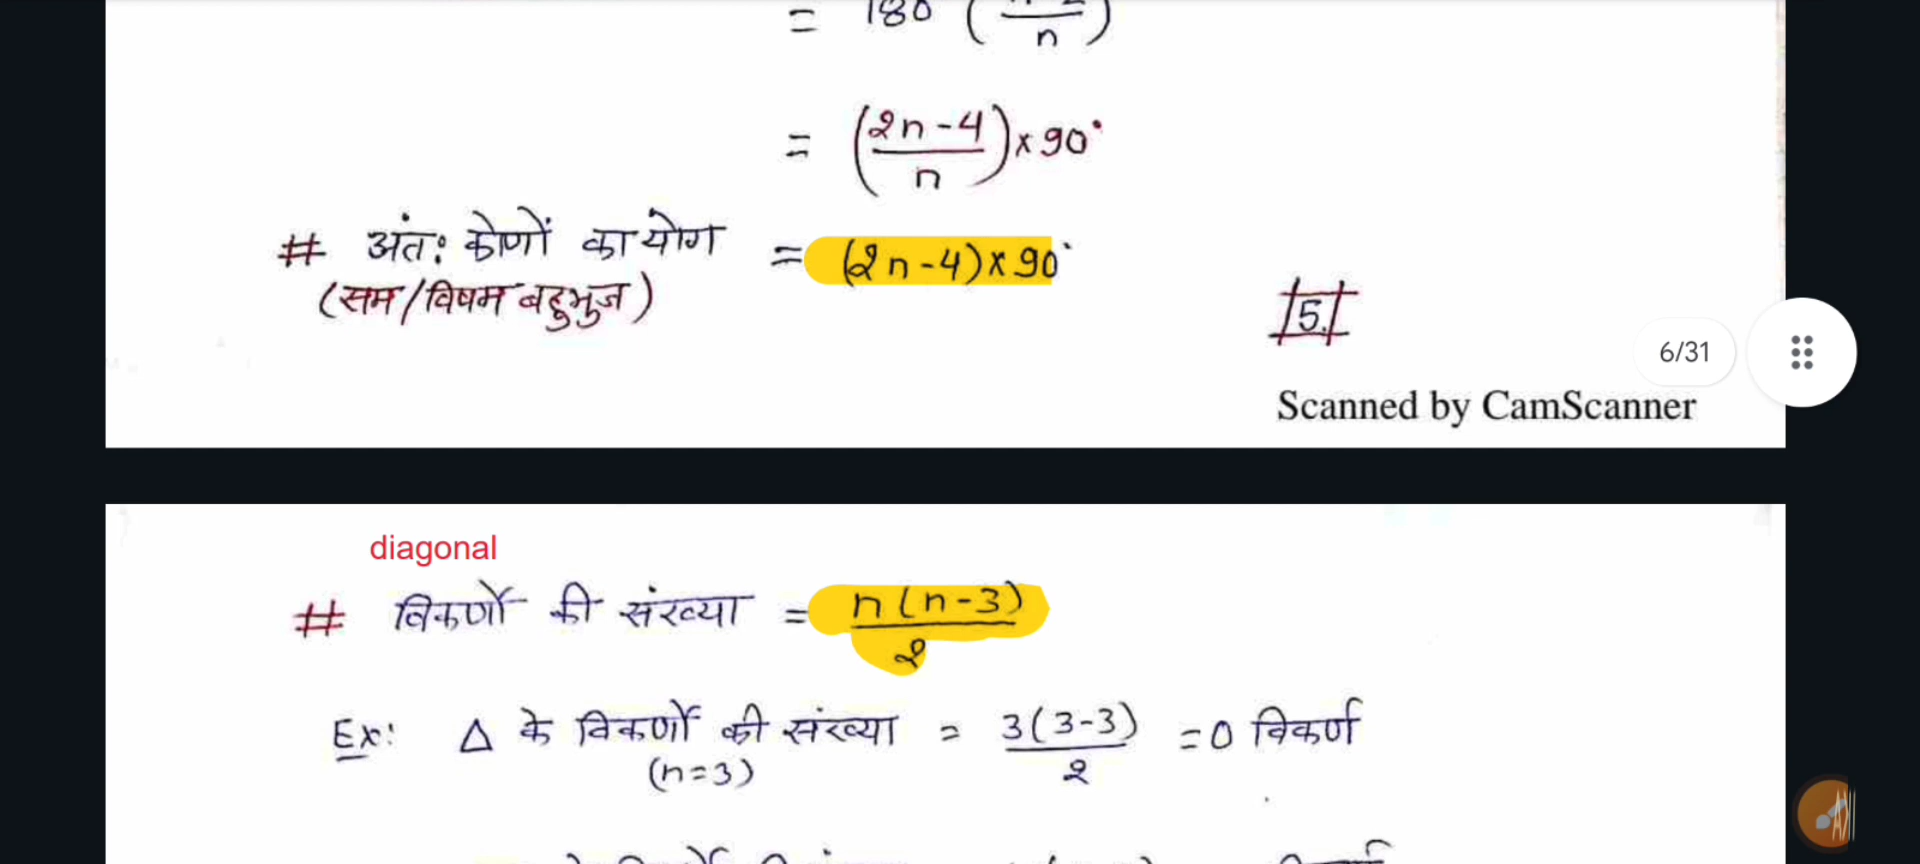 = 180 (n-2/n)
= (2n-4/n) × 90°
# अंत: कोणों का योग = (2n-4) × 90°
(सम/विषम बहुभुज)
5.
6/31
Scanned by CamScanner
diagonal
# विकर्णों की संख्या = n(n-3)/2
Ex: Δ के विकर्णों की संख्या = 3(3-3)/2 = 0 विकर्ण
(n=3)